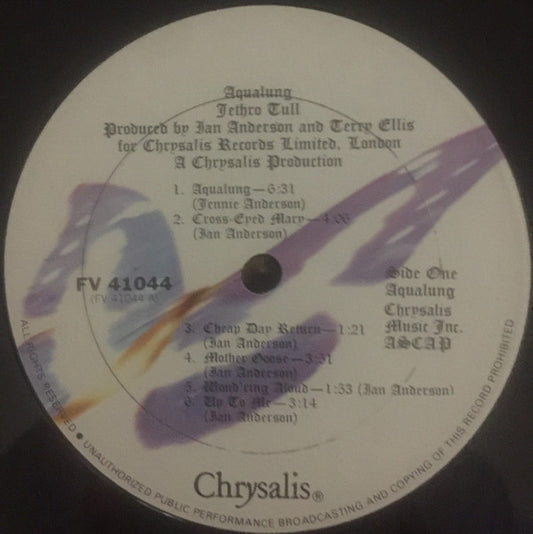 Aqualung
Jethro Tull
Produced by Ian Anderson and Terry Ellis
for Chrysalis Records Limited, London
A Chrysalis Production
1. Aqualung—6:31
(Jennie Anderson)
2. Cross-Eyed Mary—4:06
(Ian Anderson)
FV 41044
(FV 41044 A)
Side One
Aqualung
Chrysalis
Music Inc.
ASCAP
3. Cheap Day Return—1:21
(Ian Anderson)
4. Mother Goose—3:51
(Ian Anderson)
5. Wond'ring Aloud—1:53 (Ian Anderson)
6. Up To Me—3:14
(Ian Anderson)
Chrysalis®
ALL RIGHTS RESERVED ● UNAUTHORIZED PUBLIC PERFORMANCE BROADCASTING AND COPYING OF THIS RECORD PROHIBITED